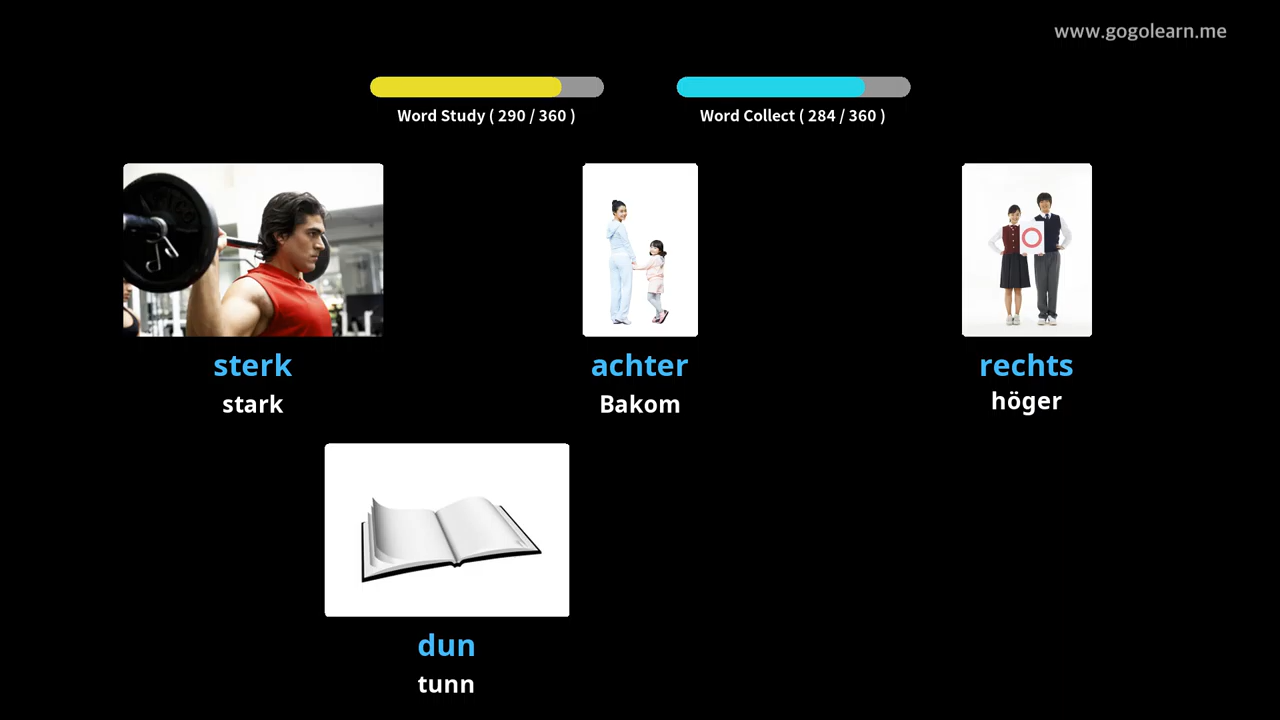 www.gogolearn.me
Word Study ( 290 / 360 )
Word Collect ( 284 / 360 )
sterk
stark
achter
Bakom
rechts
höger
dun
tunn